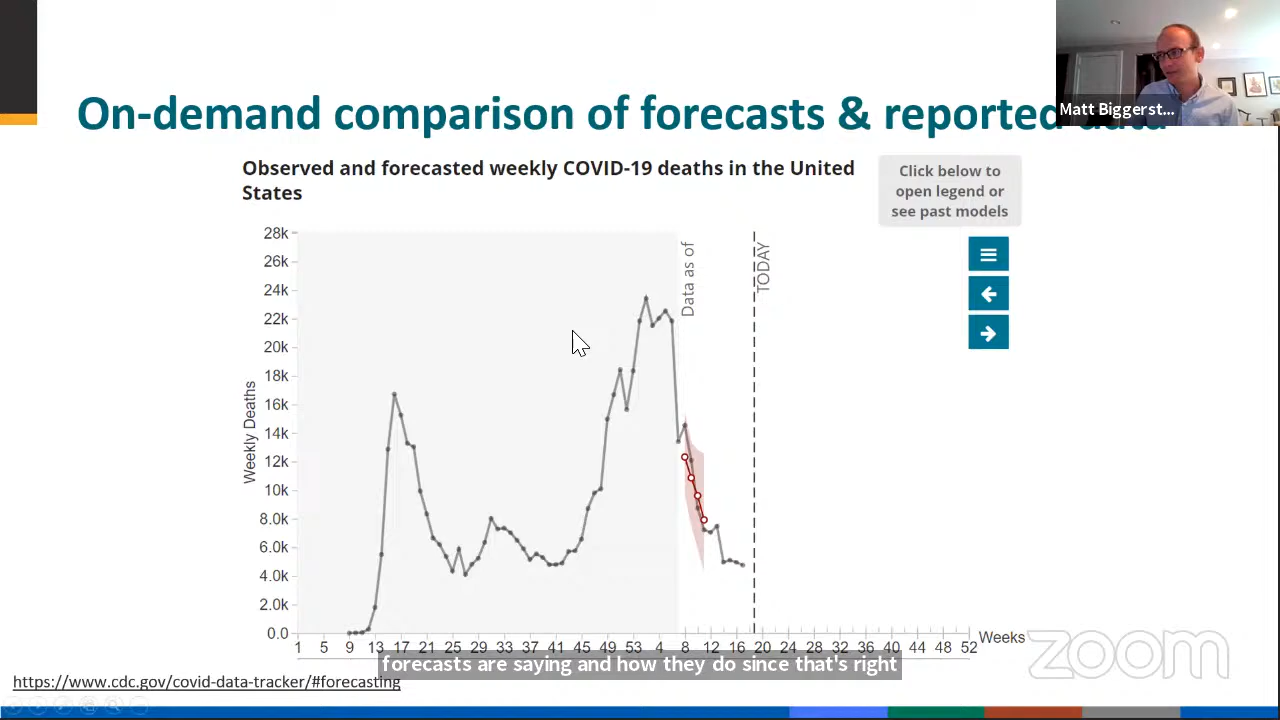 On-demand comparison of forecasts & reported data
Matt Biggerst...
Observed and forecasted weekly COVID-19 deaths in the United
States
Click below to
open legend or
see past models
28k
26k
24k
22k
20k
18k
16k
14k
12k
10k
8.0k
6.0k
4.0k
2.0k
0.0
Weekly Deaths
Data as of
TODAY
1 5 9 13 17 21 25 29 33 37 41 45 49 53 4 8 12 16 20 24 28 32 36 40 44 48 52
Weeks
forecasts are saying and how they do since that's right
zoom
https://www.cdc.gov/covid-data-tracker/#forecasting